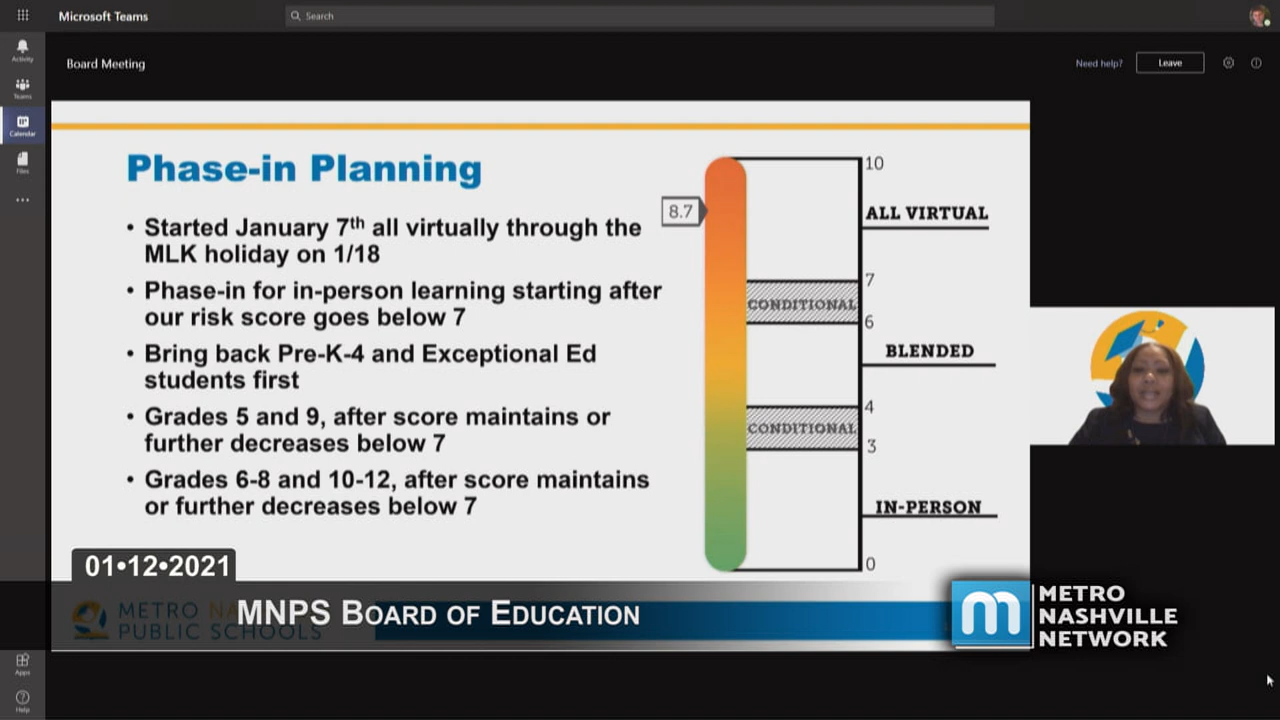 Microsoft Teams
Search
Activity
Teams
Calendar
Files
Board Meeting
Need help?
Leave
Phase-in Planning
• Started January 7th all virtually through the
MLK holiday on 1/18
• Phase-in for in-person learning starting after
our risk score goes below 7
• Bring back Pre-K-4 and Exceptional Ed
students first
• Grades 5 and 9, after score maintains or
further decreases below 7
• Grades 6-8 and 10-12, after score maintains
or further decreases below 7
8.7
10
ALL VIRTUAL
7
CONDITIONAL
6
BLENDED
4
CONDITIONAL
3
IN-PERSON
0
01•12•2021
METRO NA
PUBLIC SCHOOLS
MNPS BOARD OF EDUCATION
m
METRO
NASHVILLE
NETWORK
Apps
Help